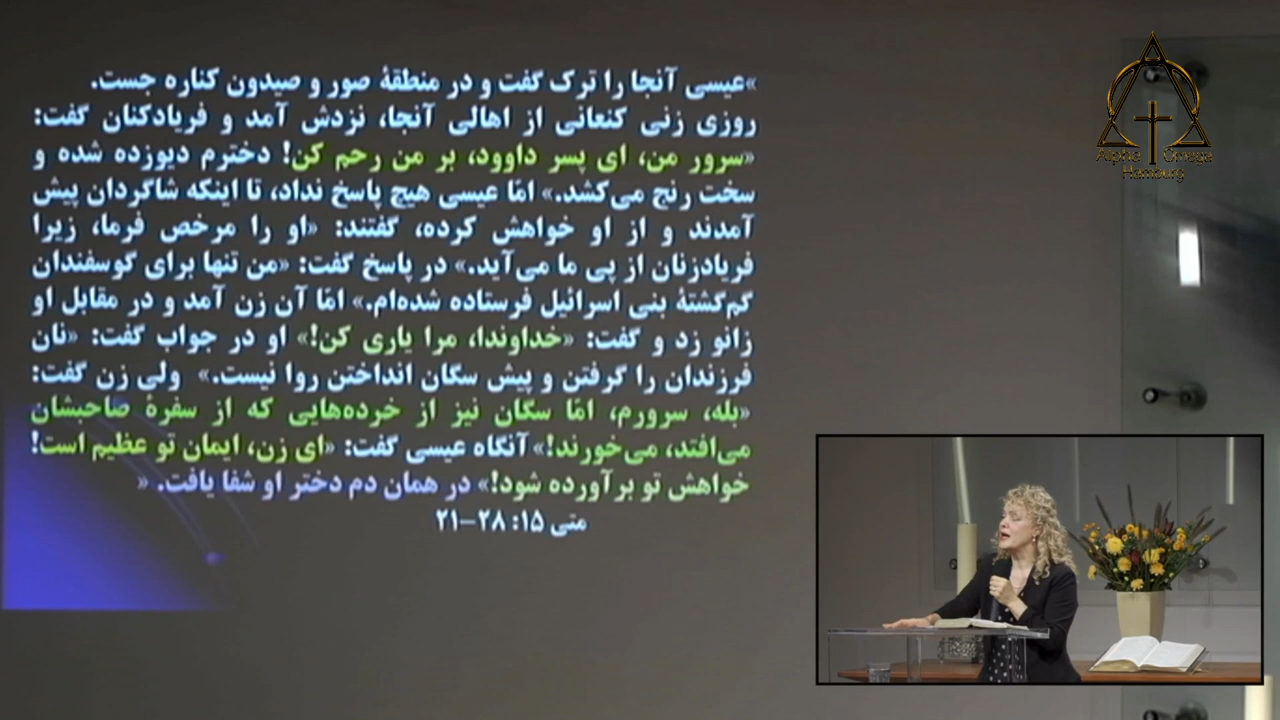 «عیسی آنجا را ترک گفت و در منطقهٔ صور و صیدون کناره جست.
روزی زنی کنعانی از اهالی آنجا، نزدش آمد و فریادکنان گفت:
«سرور من، ای پسر داوود، بر من رحم کن! دخترم دیوزده شده و
سخت رنج می‌کشد.» امّا عیسی هیچ پاسخ نداد، تا اینکه شاگردان پیش
آمدند و از او خواهش کرده، گفتند: «او را مرخص فرما، زیرا
فریادزنان از پی ما می‌آید.» در پاسخ گفت: «من تنها برای گوسفندان
گم‌گشتهٔ بنی اسرائیل فرستاده شده‌ام.» امّا آن زن آمد و در مقابل او
زانو زد و گفت: «خداوندا، مرا یاری کن!» او در جواب گفت: «نان
فرزندان را گرفتن و پیش سگان انداختن روا نیست.» ولی زن گفت:
«بله، سرورم، امّا سگان نیز از خرده‌هایی که از سفرهٔ صاحبشان
می‌افتد، می‌خورند!» آنگاه عیسی گفت: «ای زن، ایمان تو عظیم است!
خواهش تو برآورده شود!» در همان دم دختر او شفا یافت. «
متی ۱۵: ۲۸–۲۱
Alpha Omega
Hamburg